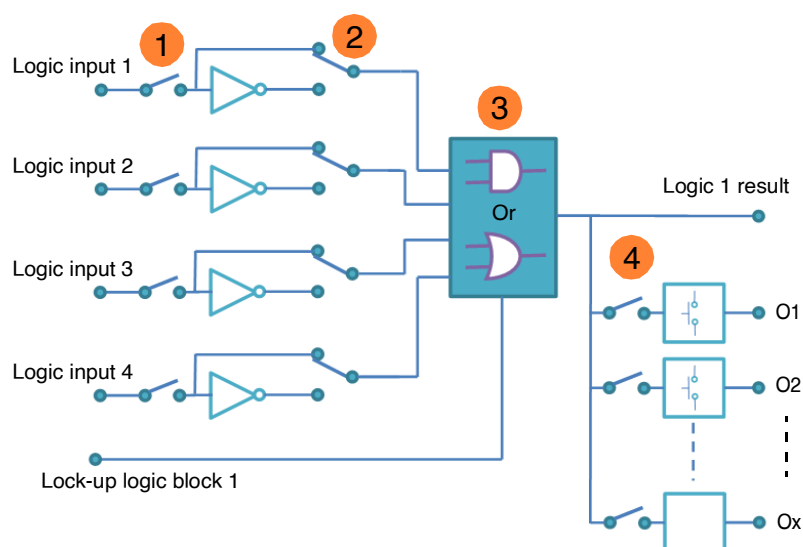 1
2
Logic input 1
3
Logic input 2
Or
Logic 1 result
Logic input 3
4
O1
Logic input 4
O2
Lock-up logic block 1
Ox